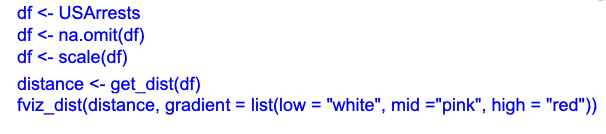 df <- USArrests
df <- na.omit(df)
df <- scale(df)
distance <- get_dist(df)
fviz_dist(distance, gradient = list(low = "white", mid ="pink", high = "red"))